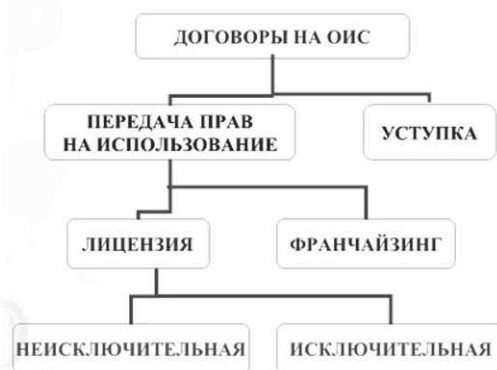 ДОГОВОРЫ НА ОИС
ПЕРЕДАЧА ПРАВ
НА ИСПОЛЬЗОВАНИЕ
УСТУПКА
ЛИЦЕНЗИЯ
ФРАНЧАЙЗИНГ
НЕИСКЛЮЧИТЕЛЬНАЯ
ИСКЛЮЧИТЕЛЬНАЯ